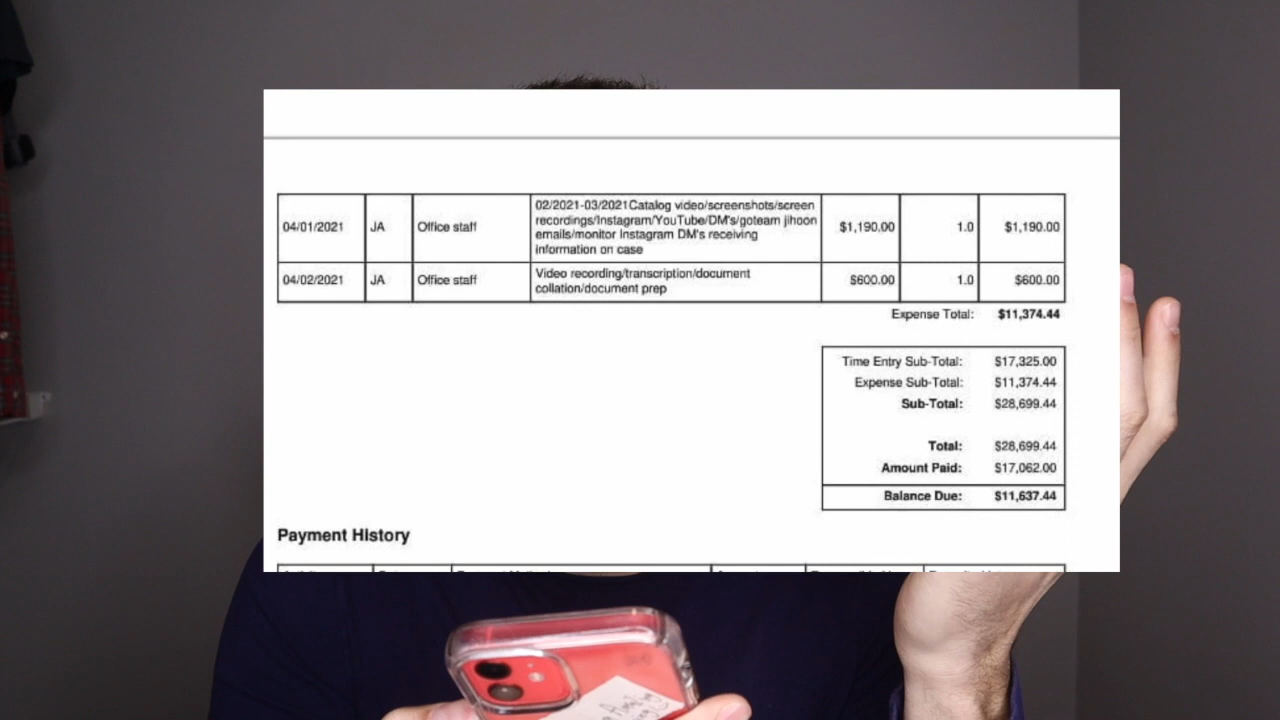 04/01/2021 JA Office staff 02/2021-03/2021Catalog video/screenshots/screen recordings/Instagram/YouTube/DM's/goteam jihoon emails/monitor Instagram DM's receiving information on case $1,190.00 1.0 $1,190.00
04/02/2021 JA Office staff Video recording/transcription/document collation/document prep $600.00 1.0 $600.00
Expense Total: $11,374.44
Time Entry Sub-Total: $17,325.00
Expense Sub-Total: $11,374.44
Sub-Total: $28,699.44
Total: $28,699.44
Amount Paid: $17,062.00
Balance Due: $11,637.44
Payment History